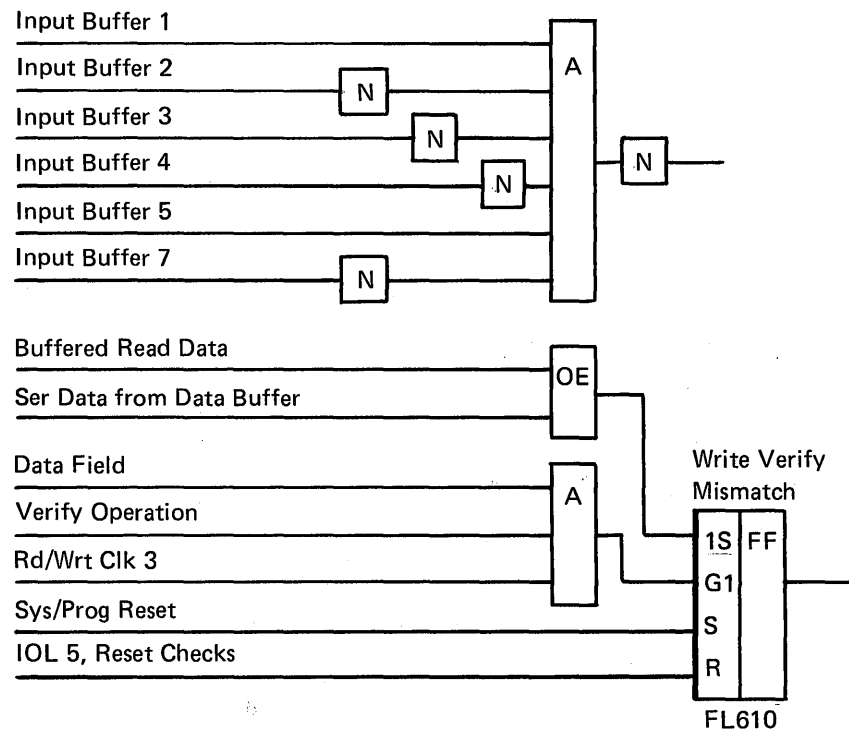 Input Buffer 1
A
Input Buffer 2
N
Input Buffer 3
N
Input Buffer 4
N
N
Input Buffer 5
Input Buffer 7
N
Buffered Read Data
OE
Ser Data from Data Buffer
Data Field
A
Write Verify
Mismatch
Verify Operation
1S FF
Rd/Wrt Clk 3
G1
Sys/Prog Reset
S
IOL 5, Reset Checks
R
FL610